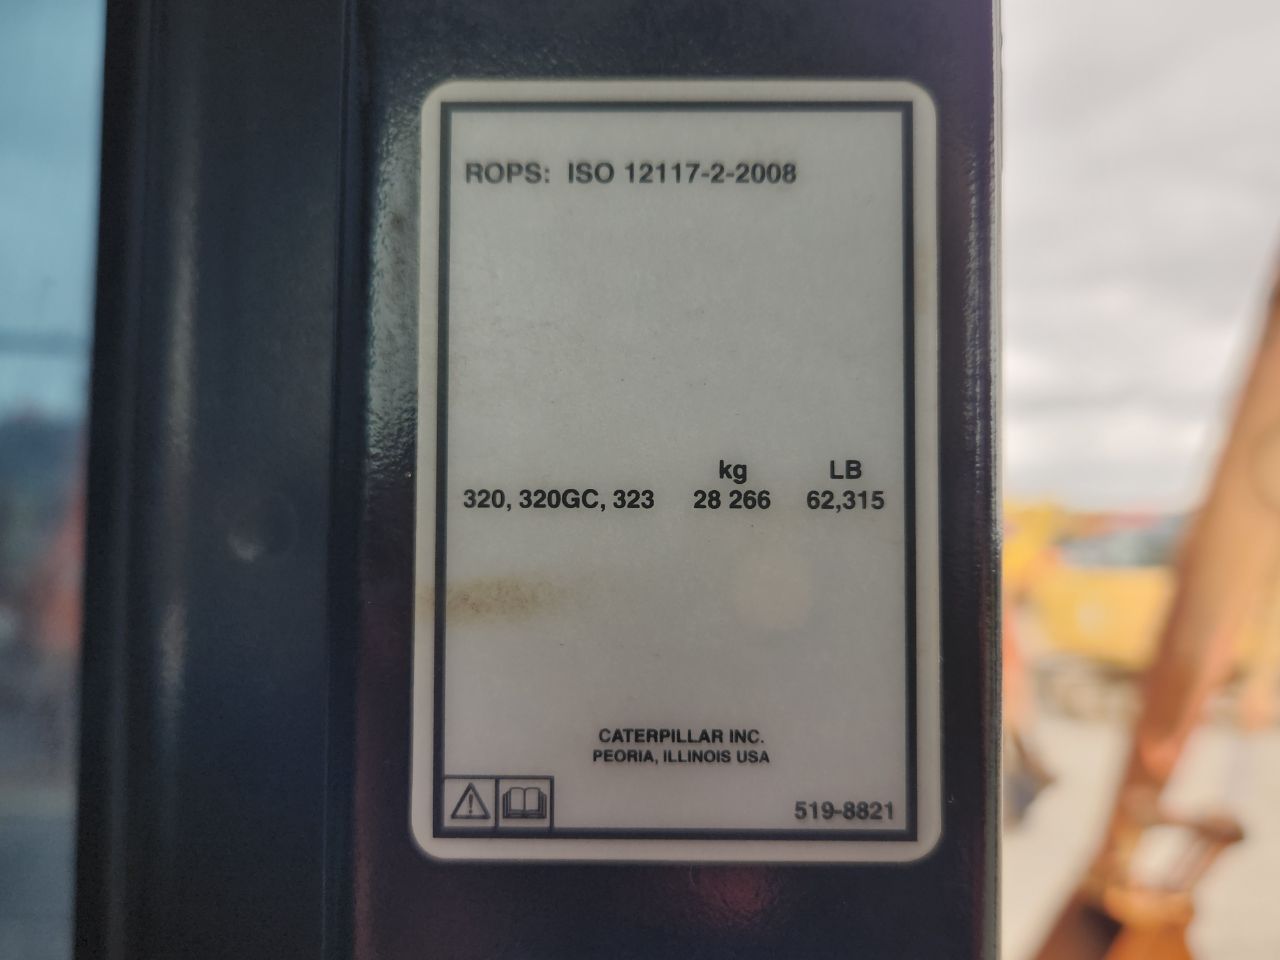 ROPS: ISO 12117-2-2008
kg LB
320, 320GC, 323 28 266 62,315
CATERPILLAR INC.
PEORIA, ILLINOIS USA
519-8821